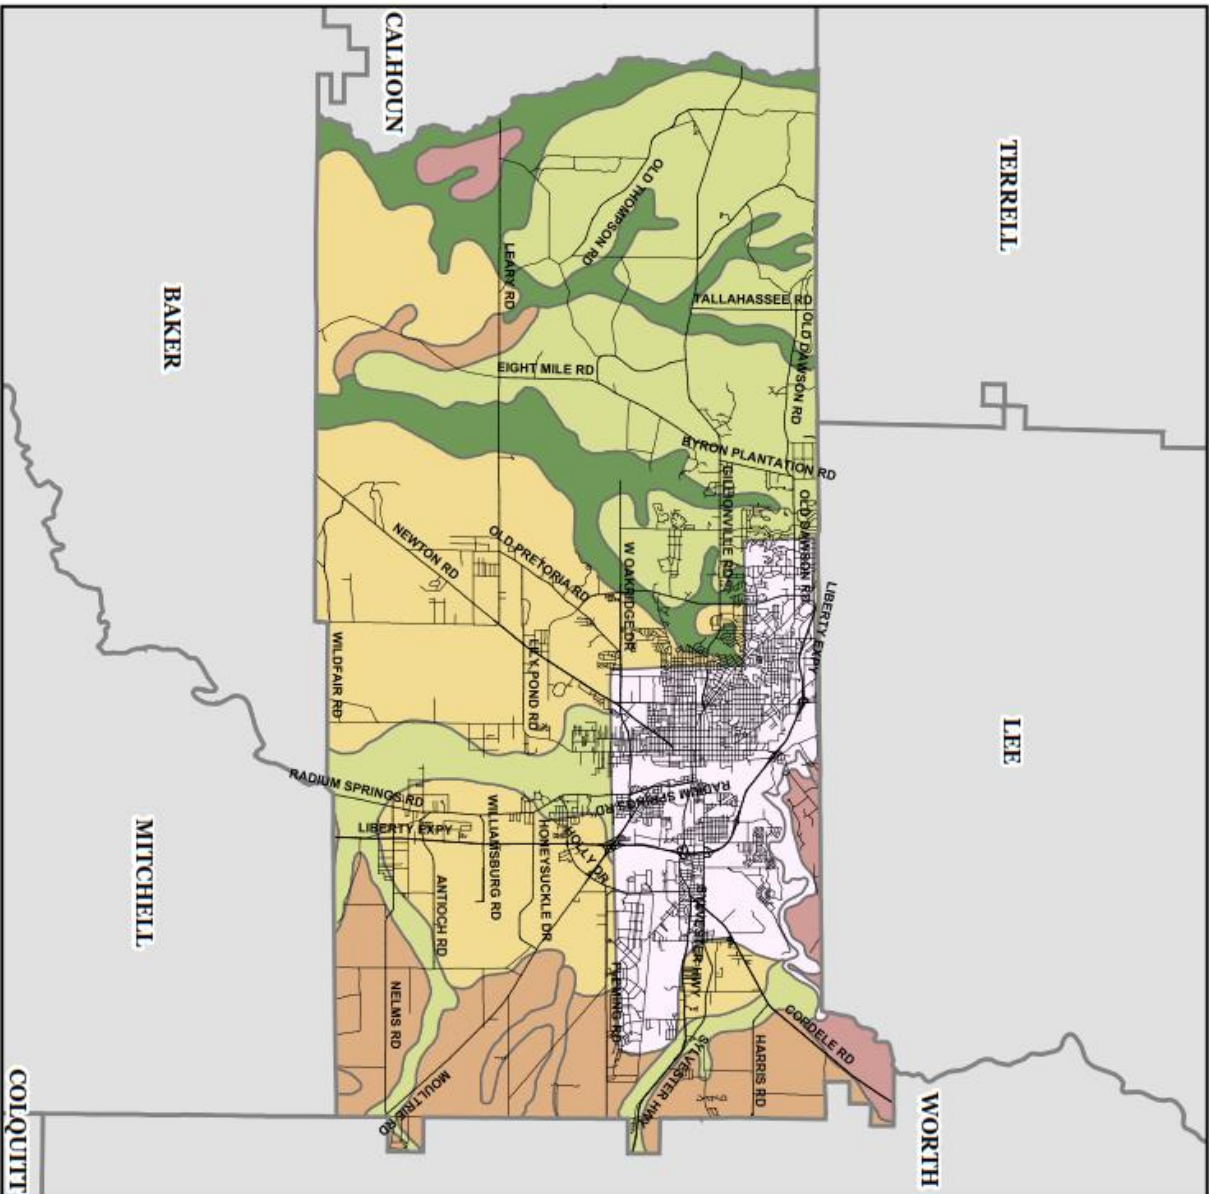 CALHOUN
TERRELL
OLD THOMPSON RD
LEARY RD
TALLAHASSEE RD
OLD DAWSON RD
BAKER
EIGHT MILE RD
BYRON PLANTATION RD
GILLIONVILLE RD
OLD DAWSON RD
NEWTON RD
OLD PRETORIA RD
W OAKRIDGE DR
LIBERTY EXPY
WILDFAIR RD
LILY POND RD
LEE
RADIUM SPRINGS RD
RADIUM SPRINGS RD
LIBERTY EXPY
WILLIAMSBURG RD
HONEYSUCKLE DR
HOLLY DR
MITCHELL
ANTIOCH RD
SYLVESTER HWY
FLEMING RD
NELMS RD
CORDELE RD
HARRIS RD
SYLVESTER HWY
MOULTRIE RD
WORTH
COLQUITT